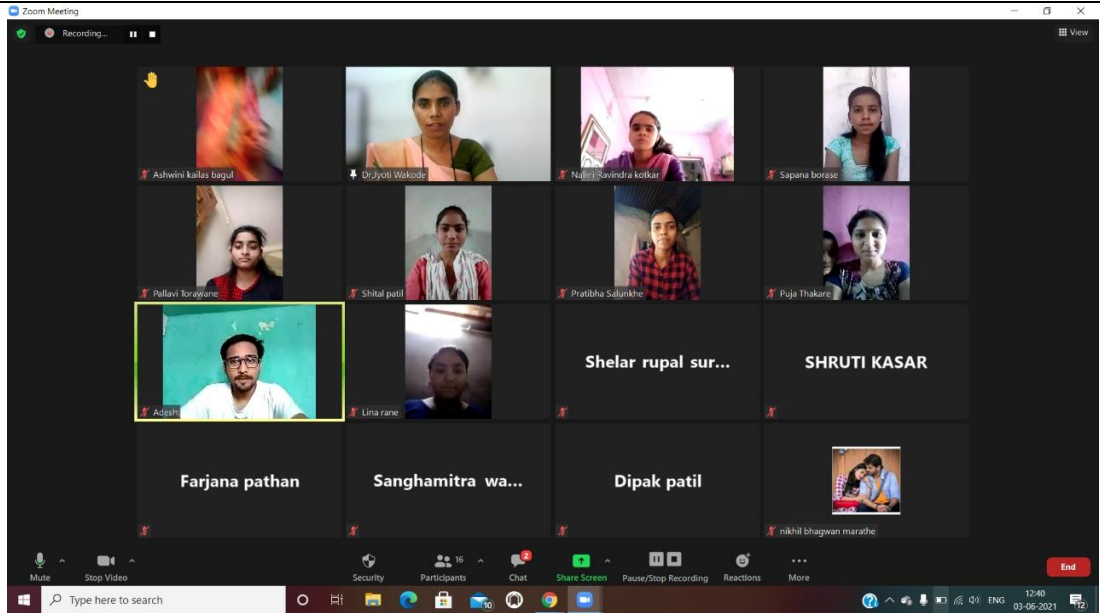 Zoom Meeting
Recording...
View
Ashwini kailas bagul
Dr.Jyoti Wakode
Nalini Ravindra kotkar
Sapana borase
Pallavi Torawane
Shital patil
Pratibha Salunkhe
Puja Thakare
Adesh
Lina rane
Shelar rupal sur...
SHRUTI KASAR
Farjana pathan
Sanghamitra wa...
Dipak patil
nikhil bhagwan marathe
Mute
Stop Video
Security
16
Participants
2
Chat
Share Screen
Pause/Stop Recording
Reactions
More
End
Type here to search
10
ENG
12:40
03-06-2021
12